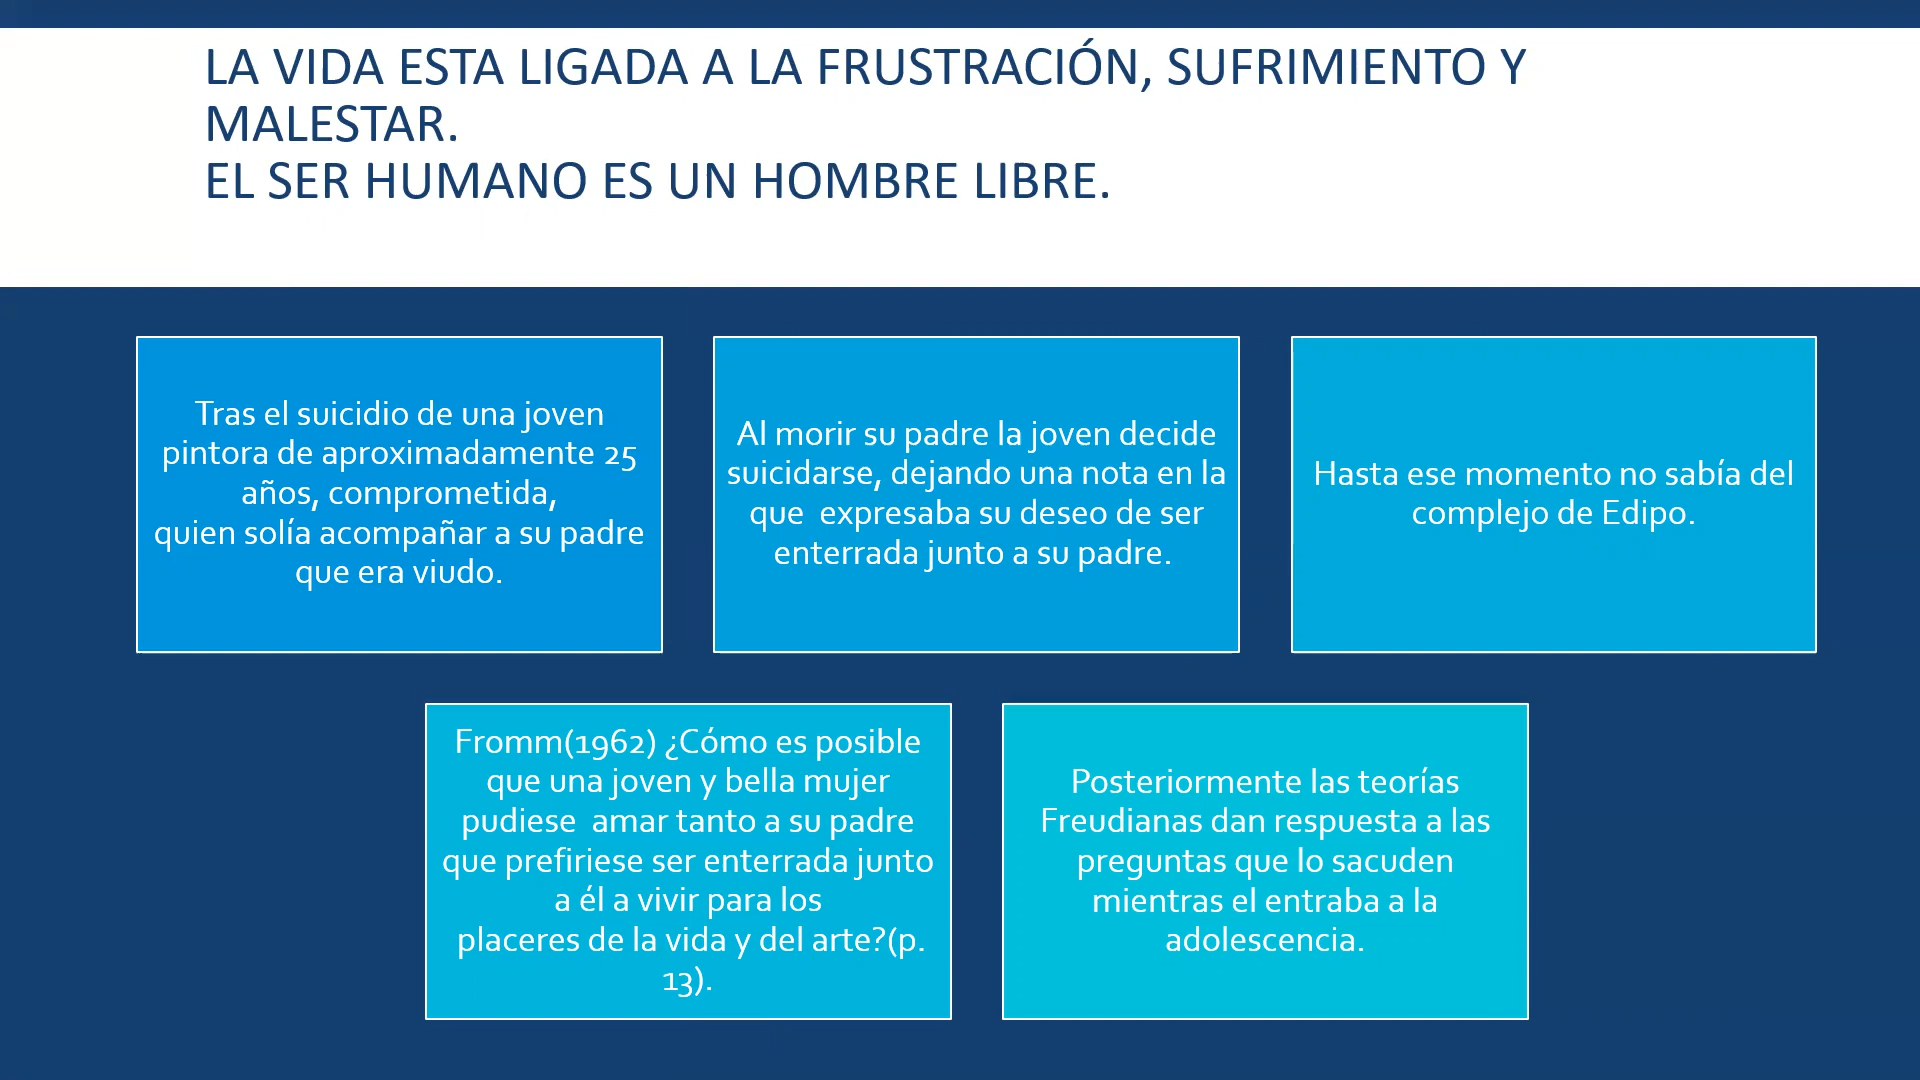 LA VIDA ESTA LIGADA A LA FRUSTRACIÓN, SUFRIMIENTO Y
MALESTAR.
EL SER HUMANO ES UN HOMBRE LIBRE.
Tras el suicidio de una joven
pintora de aproximadamente 25
años, comprometida,
quien solía acompañar a su padre
que era viudo.
Al morir su padre la joven decide
suicidarse, dejando una nota en la
que expresaba su deseo de ser
enterrada junto a su padre.
Hasta ese momento no sabía del
complejo de Edipo.
Fromm(1962) ¿Cómo es posible
que una joven y bella mujer
pudiese amar tanto a su padre
que prefiriese ser enterrada junto
a él a vivir para los
placeres de la vida y del arte?(p.
13).
Posteriormente las teorías
Freudianas dan respuesta a las
preguntas que lo sacuden
mientras el entraba a la
adolescencia.